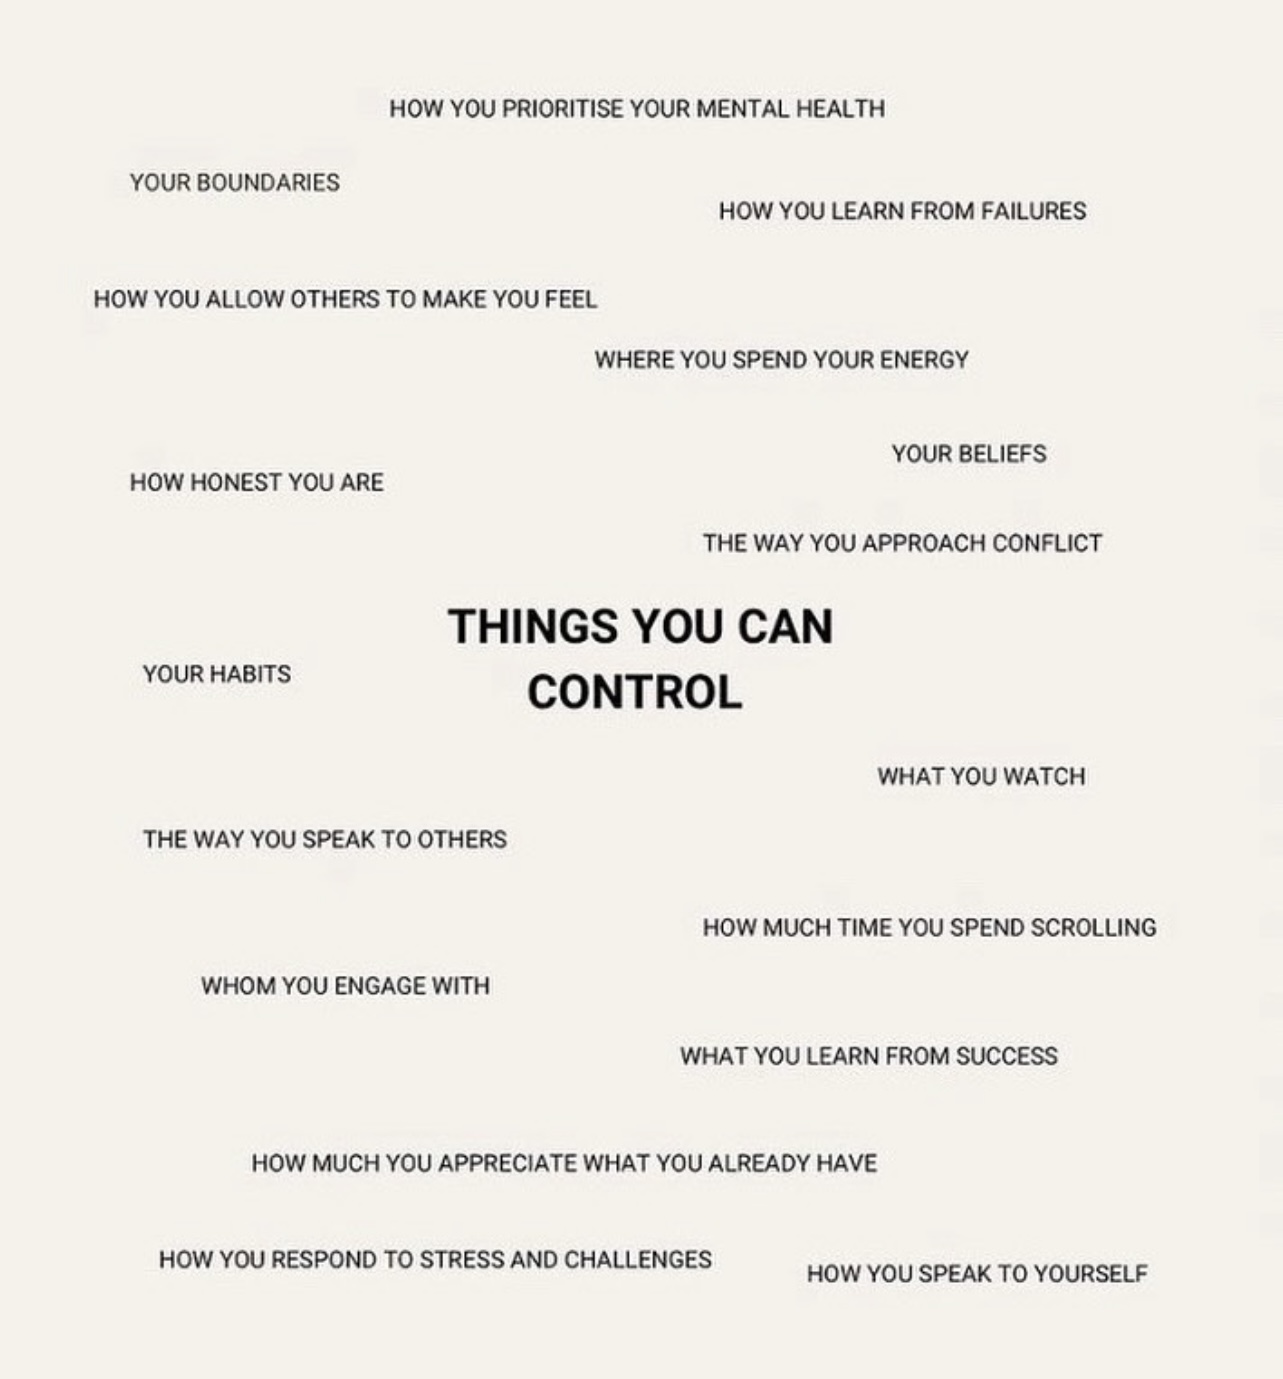 HOW YOU PRIORITISE YOUR MENTAL HEALTH
YOUR BOUNDARIES
HOW YOU LEARN FROM FAILURES
HOW YOU ALLOW OTHERS TO MAKE YOU FEEL
WHERE YOU SPEND YOUR ENERGY
YOUR BELIEFS
HOW HONEST YOU ARE
THE WAY YOU APPROACH CONFLICT
THINGS YOU CAN
CONTROL
YOUR HABITS
WHAT YOU WATCH
THE WAY YOU SPEAK TO OTHERS
HOW MUCH TIME YOU SPEND SCROLLING
WHOM YOU ENGAGE WITH
WHAT YOU LEARN FROM SUCCESS
HOW MUCH YOU APPRECIATE WHAT YOU ALREADY HAVE
HOW YOU RESPOND TO STRESS AND CHALLENGES
HOW YOU SPEAK TO YOURSELF